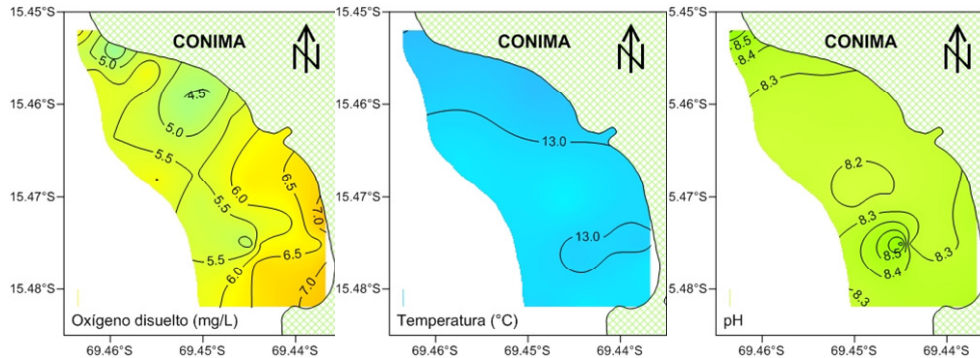 15.45°S
15.46°S
15.47°S
15.48°S
69.46°S
69.45°S
69.44°S
CONIMA
N
5.0
4.5
5.0
5.5
6.0
6.5
7.0
5.5
5.5
6.0
6.5
7.0
Oxígeno disuelto (mg/L)
15.45°S
15.46°S
15.47°S
15.48°S
69.46°S
69.45°S
69.44°S
CONIMA
N
13.0
13.0
Temperatura (°C)
15.45°S
15.46°S
15.47°S
15.48°S
69.46°S
69.45°S
69.44°S
CONIMA
N
8.5
8.4
8.3
8.2
8.3
8.5
8.4
8.3
8.3
pH